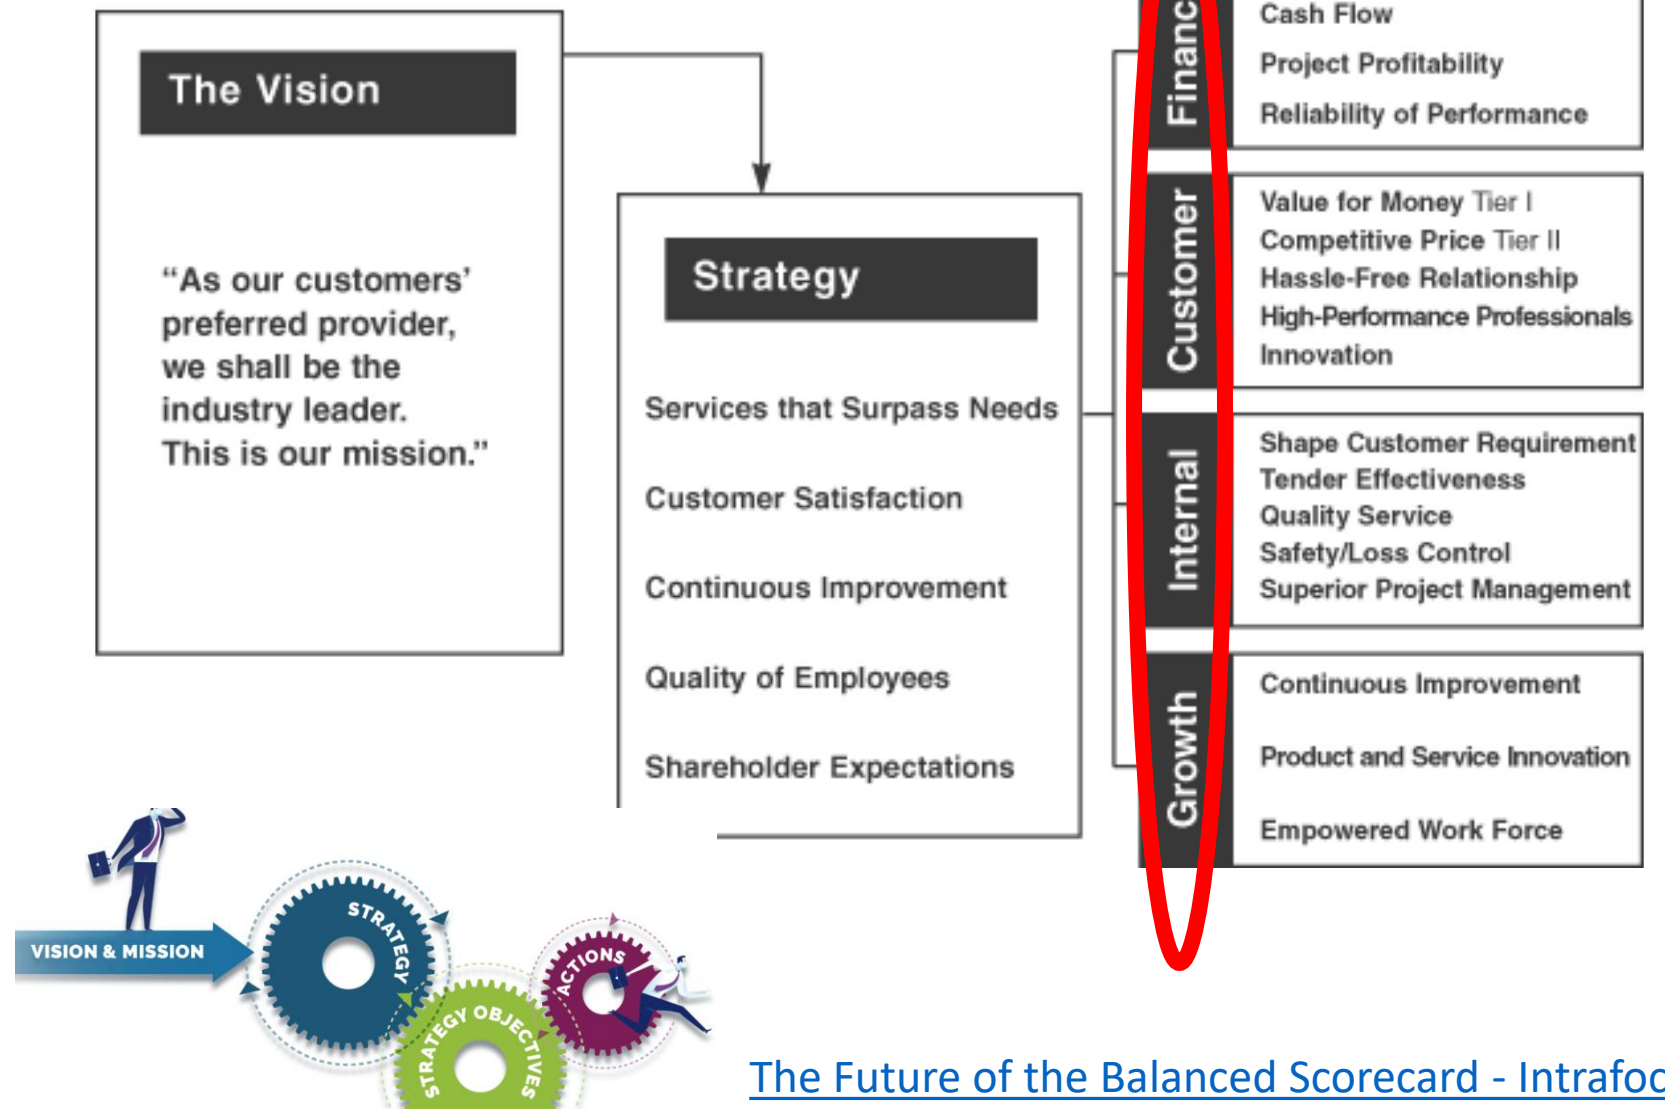 The Vision
“As our customers’
preferred provider,
we shall be the
industry leader.
This is our mission.”
Strategy
Services that Surpass Needs
Customer Satisfaction
Continuous Improvement
Quality of Employees
Shareholder Expectations
Financ
Cash Flow
Project Profitability
Reliability of Performance
Customer
Value for Money Tier I
Competitive Price Tier II
Hassle-Free Relationship
High-Performance Professionals
Innovation
Internal
Shape Customer Requirement
Tender Effectiveness
Quality Service
Safety/Loss Control
Superior Project Management
Growth
Continuous Improvement
Product and Service Innovation
Empowered Work Force
VISION & MISSION
STRATEGY
STRATEGY OBJECTIVES
ACTIONS
The Future of the Balanced Scorecard - Intrafoc